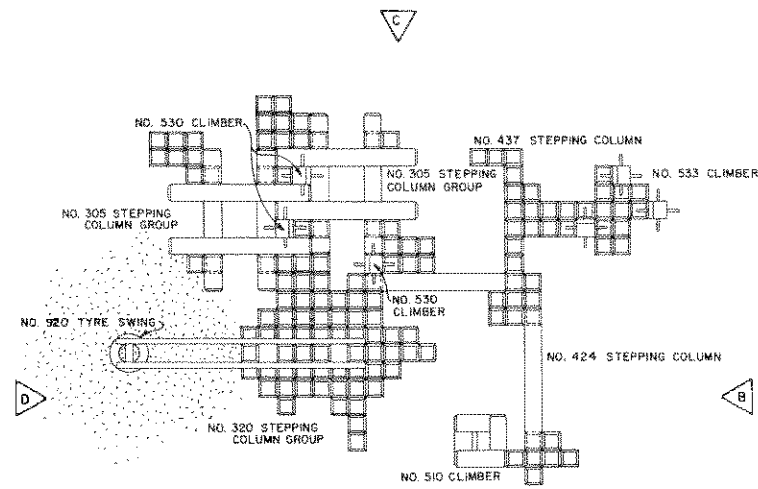 C
NO. 530 CLIMBER
NO. 437 STEPPING COLUMN
NO. 305 STEPPING
COLUMN GROUP
NO. 533 CLIMBER
NO. 305 STEPPING
COLUMN GROUP
NO. 530
CLIMBER
NO. 920 TYRE SWING
NO. 424 STEPPING COLUMN
D
B
NO. 320 STEPPING
COLUMN GROUP
NO. 510 CLIMBER